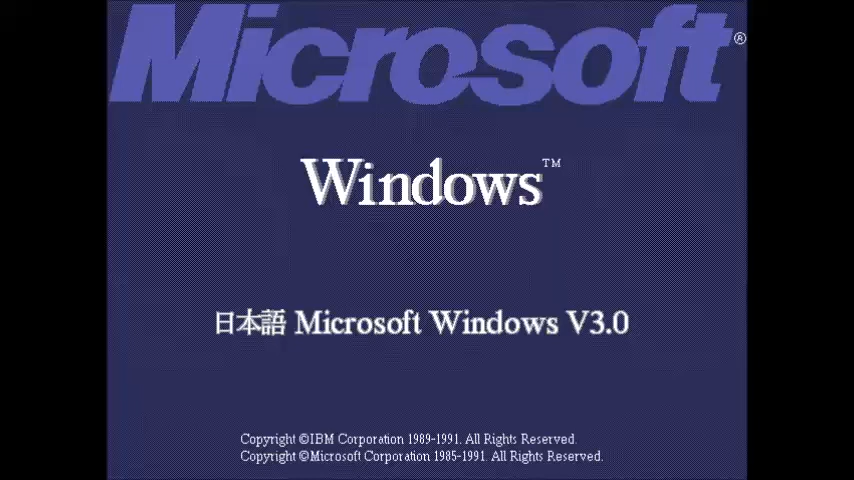 Microsoft®
Windows™
日本語 Microsoft Windows V3.0
Copyright ©IBM Corporation 1989-1991. All Rights Reserved.
Copyright ©Microsoft Corporation 1985-1991. All Rights Reserved.